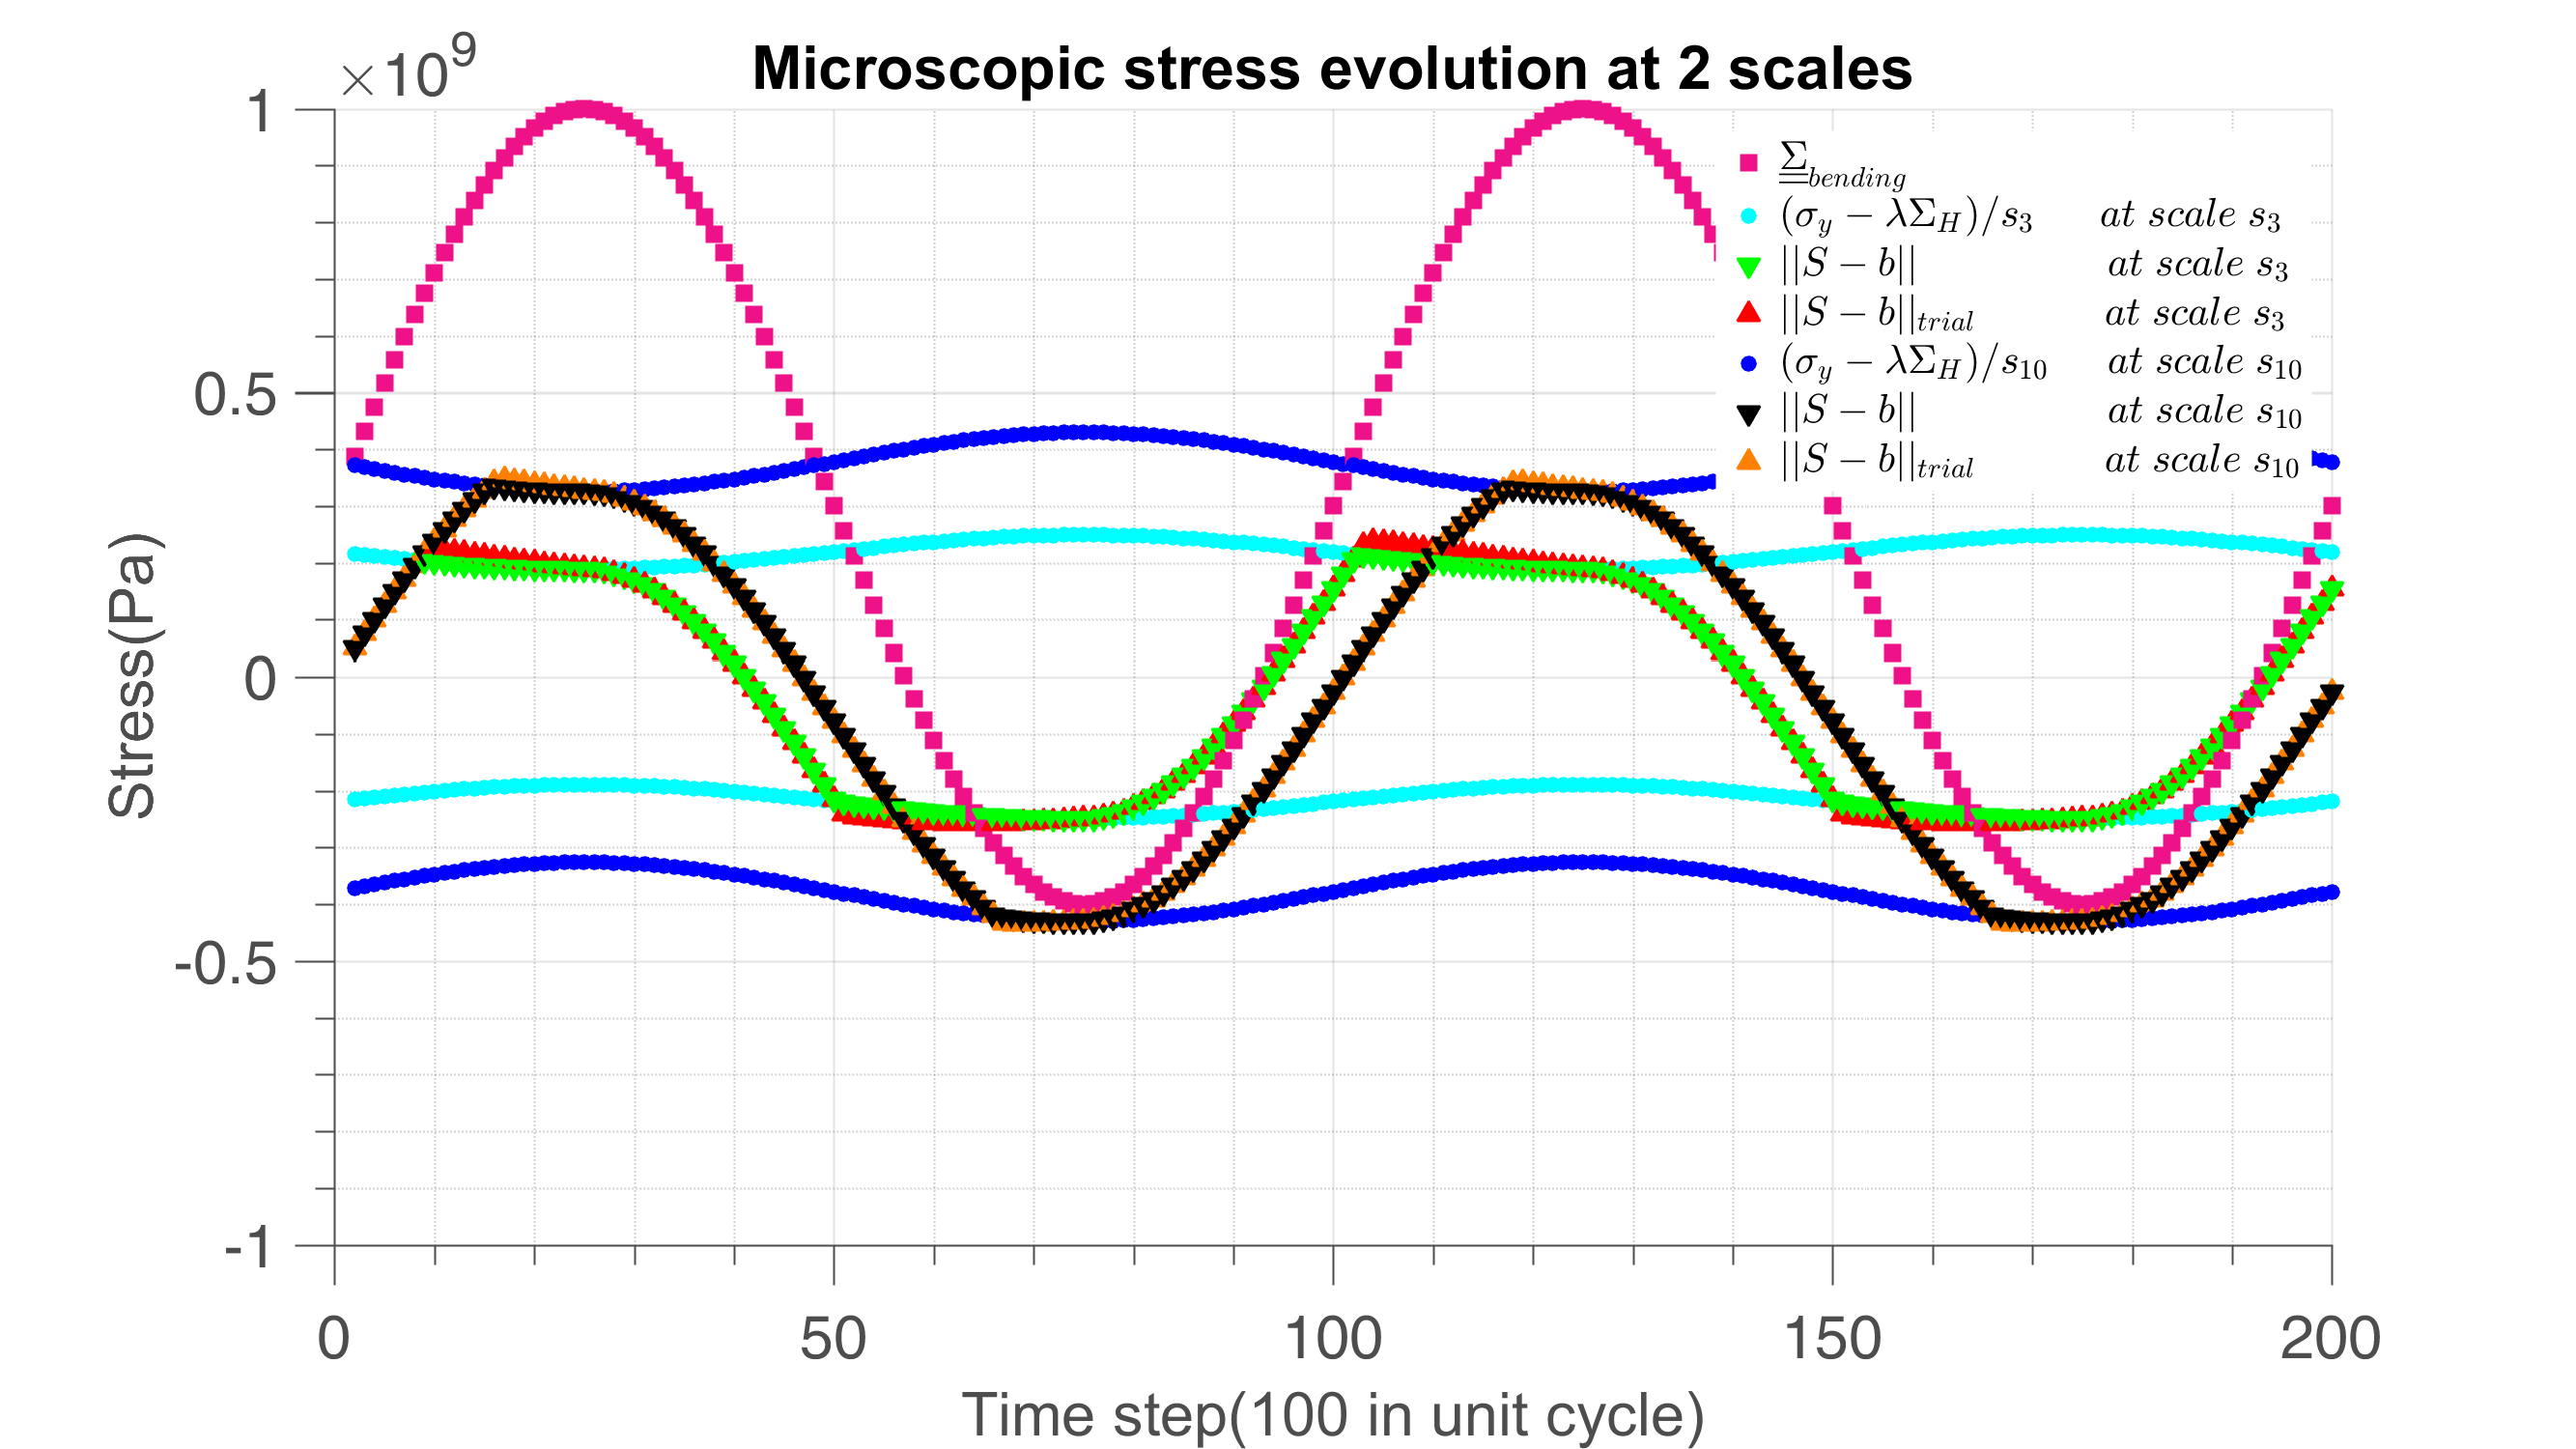 Microscopic stress evolution at 2 scales
×10⁹
1
0.5
0
-0.5
-1
Stress(Pa)
0 50 100 150 200
Time step(100 in unit cycle)
Σ_bending
(σ_y − λΣ_H)/s_3 at scale s_3
||S − b|| at scale s_3
||S − b||_trial at scale s_3
(σ_y − λΣ_H)/s_10 at scale s_10
||S − b|| at scale s_10
||S − b||_trial at scale s_10